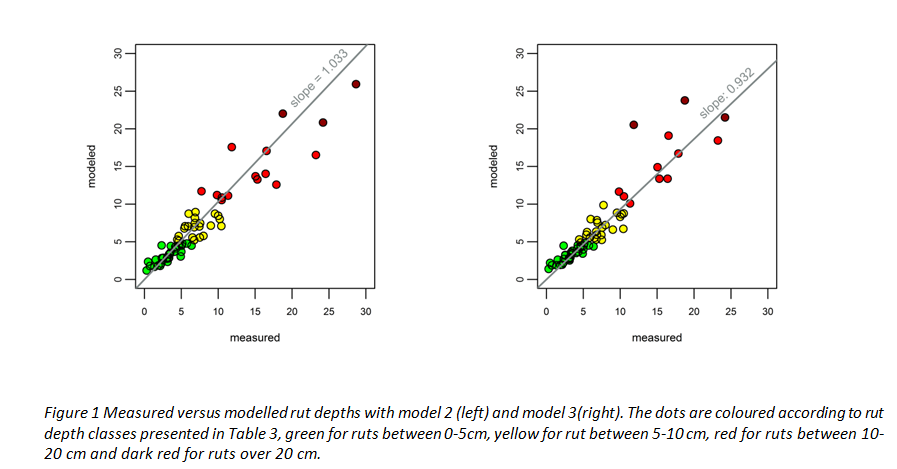 30
25
20
15
10
5
0
modeled
slope = 1.033
0 5 10 15 20 25 30
measured
30
25
20
15
10
5
0
modeled
slope: 0.932
0 5 10 15 20 25 30
measured
Figure 1 Measured versus modelled rut depths with model 2 (left) and model 3(right). The dots are coloured according to rut
depth classes presented in Table 3, green for ruts between 0-5cm, yellow for rut between 5-10 cm, red for ruts between 10-
20 cm and dark red for ruts over 20 cm.